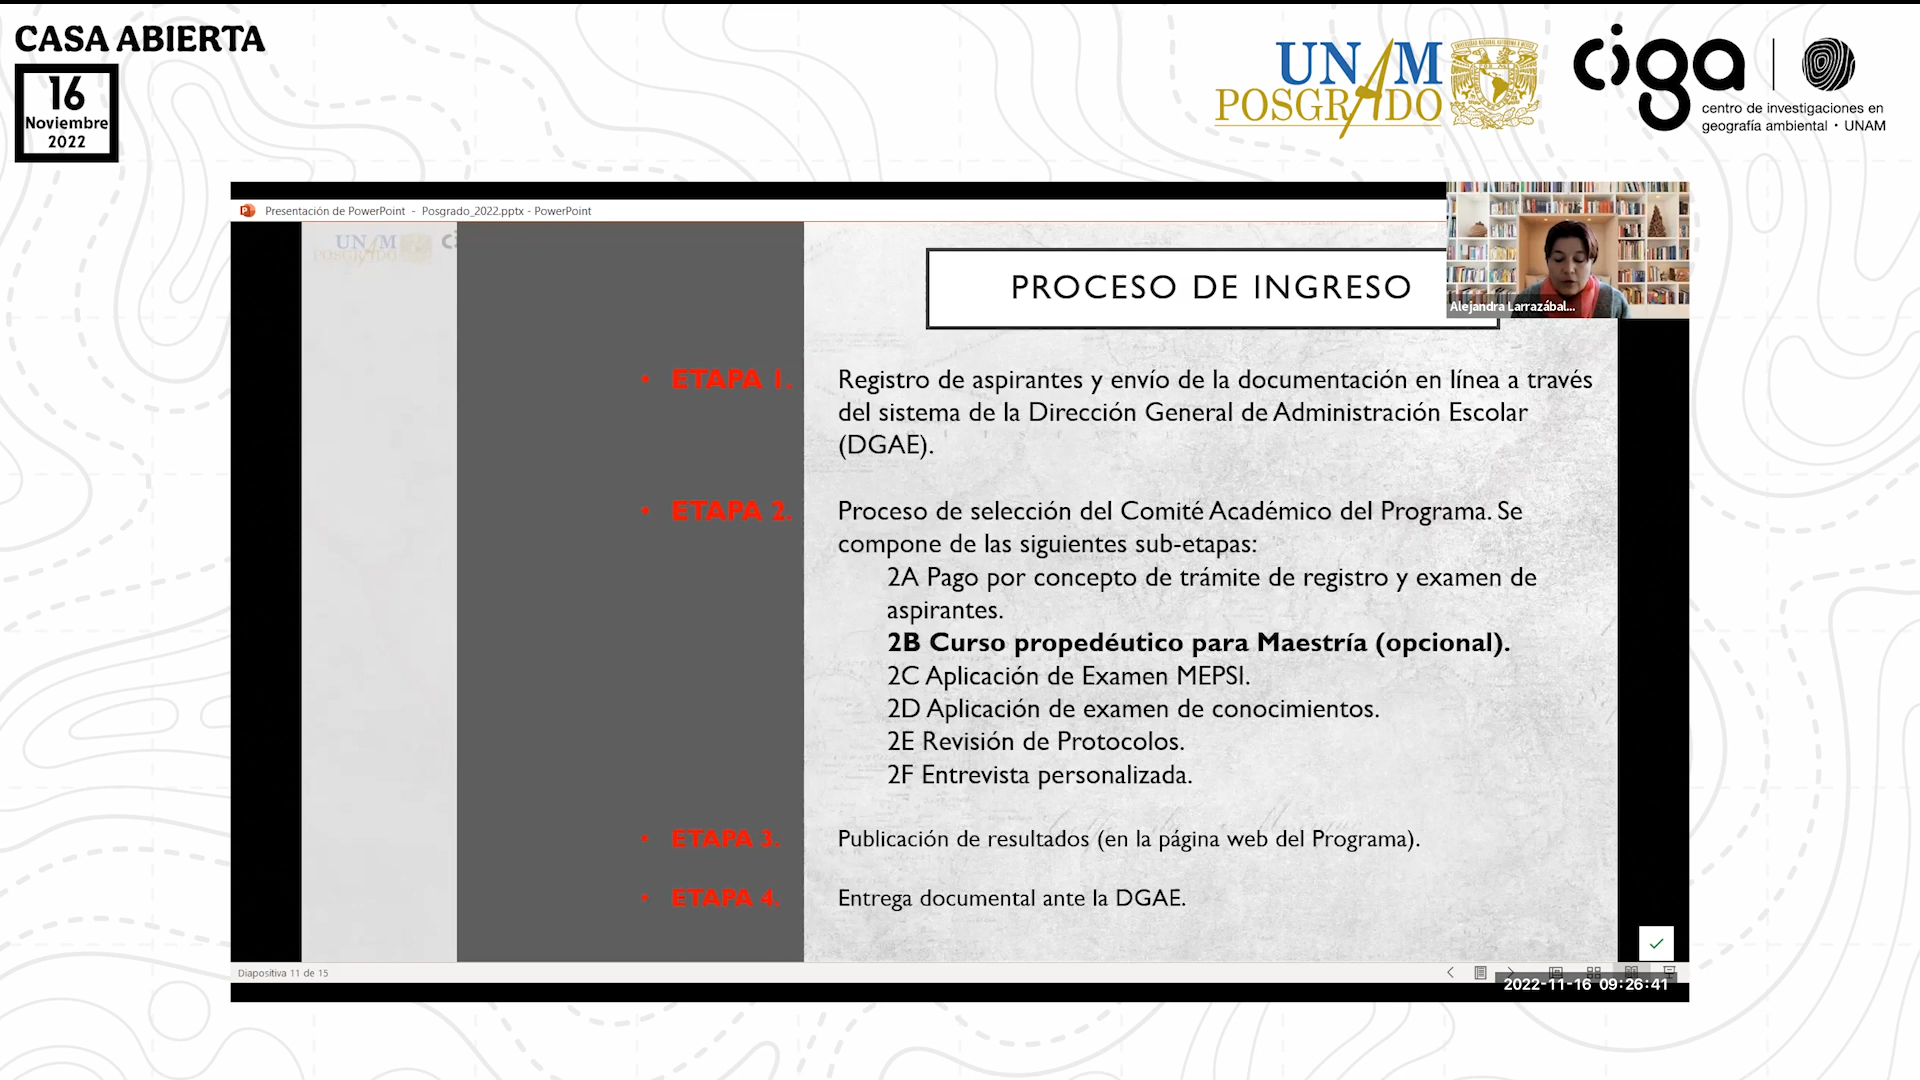 CASA ABIERTA
16
Noviembre
2022
UNAM
POSGRADO
ciga
centro de investigaciones en
geografía ambiental • UNAM
Presentación de PowerPoint - Posgrado_2022.pptx - PowerPoint
UNAM
POSGRADO
PROCESO DE INGRESO
Alejandra Larrazábal...
• ETAPA 1.
Registro de aspirantes y envío de la documentación en línea a través
del sistema de la Dirección General de Administración Escolar
(DGAE).
• ETAPA 2.
Proceso de selección del Comité Académico del Programa. Se
compone de las siguientes sub-etapas:
2A Pago por concepto de trámite de registro y examen de
aspirantes.
2B Curso propedéutico para Maestría (opcional).
2C Aplicación de Examen MEPSI.
2D Aplicación de examen de conocimientos.
2E Revisión de Protocolos.
2F Entrevista personalizada.
• ETAPA 3.
Publicación de resultados (en la página web del Programa).
• ETAPA 4.
Entrega documental ante la DGAE.
Diapositiva 11 de 15
2022-11-16 09:26:41